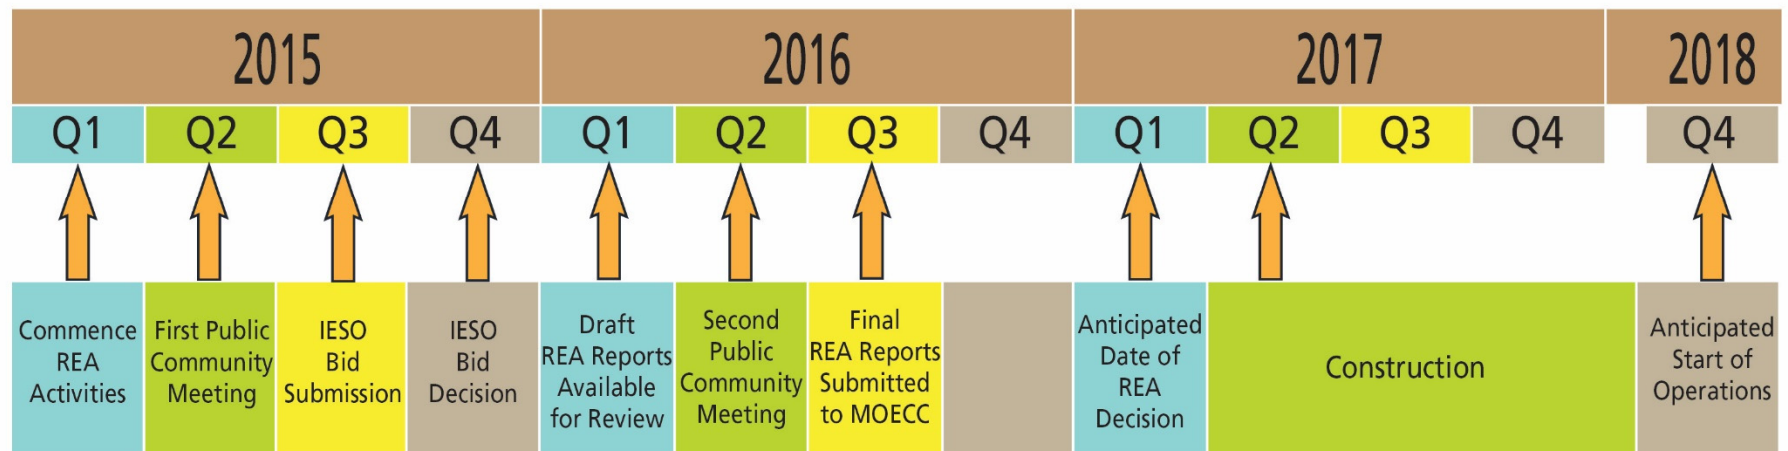 2015 2016 2017 2018
Q1 Q2 Q3 Q4 Q1 Q2 Q3 Q4 Q1 Q2 Q3 Q4 Q4
Commence
REA
Activities
First Public
Community
Meeting
IESO
Bid
Submission
IESO
Bid
Decision
Draft
REA Reports
Available
for Review
Second
Public
Community
Meeting
Final
REA Reports
Submitted
to MOECC
Anticipated
Date of
REA
Decision
Construction
Anticipated
Start of
Operations